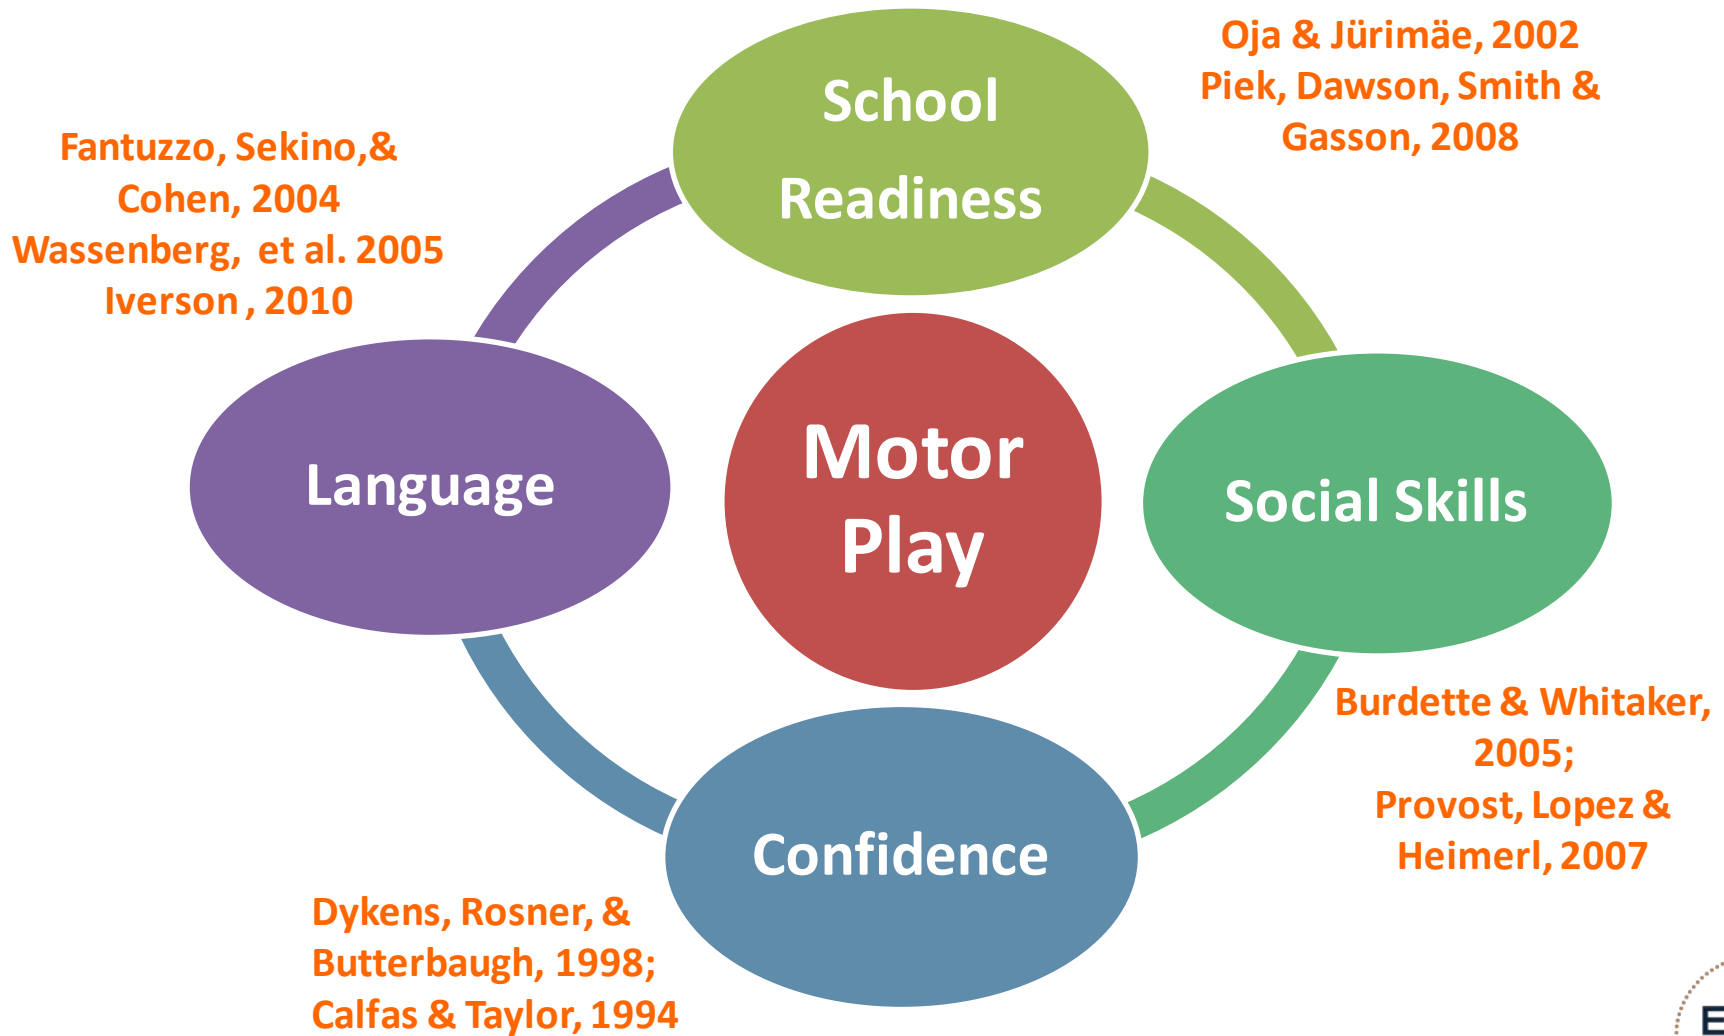 School
Readiness
Oja & Jürimäe, 2002
Piek, Dawson, Smith &
Gasson, 2008
Fantuzzo, Sekino,&
Cohen, 2004
Wassenberg, et al. 2005
Iverson , 2010
Language
Motor
Play
Social Skills
Burdette & Whitaker,
2005;
Provost, Lopez &
Heimerl, 2007
Confidence
Dykens, Rosner, &
Butterbaugh, 1998;
Calfas & Taylor, 1994